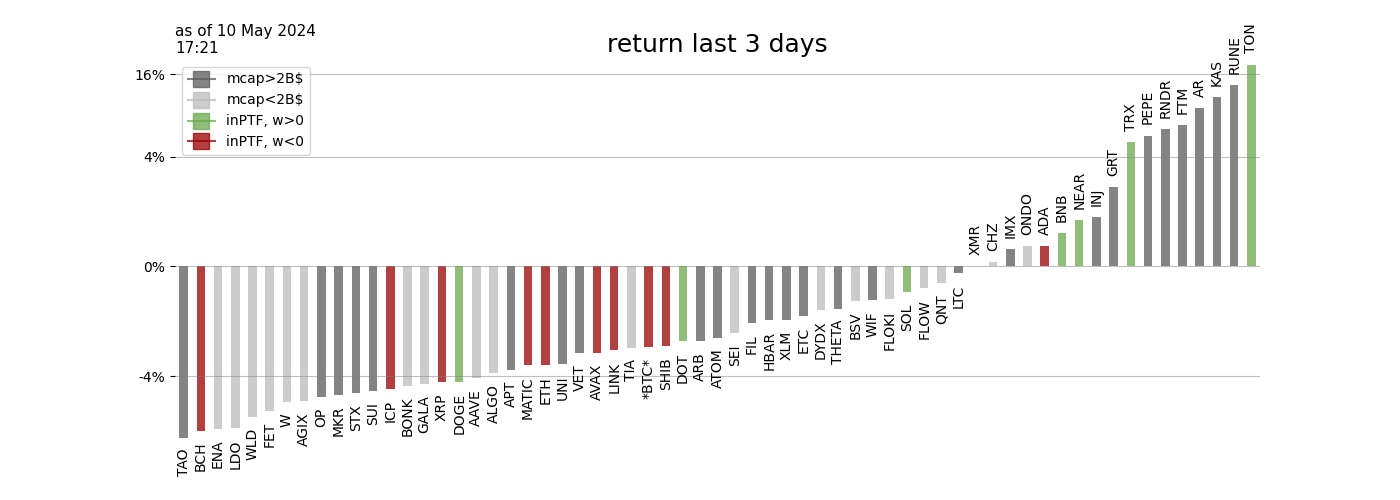 as of 10 May 2024
17:21
return last 3 days
mcap>2B$
mcap<2B$
inPTF, w>0
inPTF, w<0
16%
4%
0%
-4%
TAO
BCH
ENA
LDO
WLD
FET
W
AGIX
OP
MKR
STX
SUI
ICP
BONK
GALA
XRP
DOGE
AAVE
ALGO
APT
MATIC
ETH
UNI
VET
AVAX
LINK
TIA
*BTC*
SHIB
DOT
ARB
ATOM
SEI
FIL
HBAR
XLM
ETC
DYDX
THETA
BSV
WIF
FLOKI
SOL
FLOW
QNT
LTC
XMR
CHZ
IMX
ONDO
ADA
BNB
NEAR
INJ
GRT
TRX
PEPE
RNDR
FTM
AR
KAS
RUNE
TON